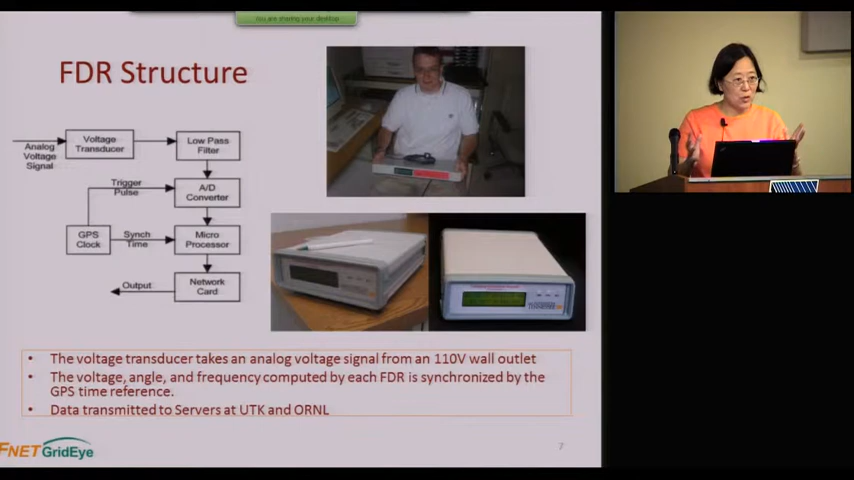 You are sharing your desktop
FDR Structure
Analog
Voltage
Signal
Voltage
Transducer
Low Pass
Filter
Trigger
Pulse
A/D
Converter
GPS
Clock
Synch
Time
Micro
Processor
Output
Network
Card
• The voltage transducer takes an analog voltage signal from an 110V wall outlet
• The voltage, angle, and frequency computed by each FDR is synchronized by the
GPS time reference.
• Data transmitted to Servers at UTK and ORNL
FNET GridEye
7